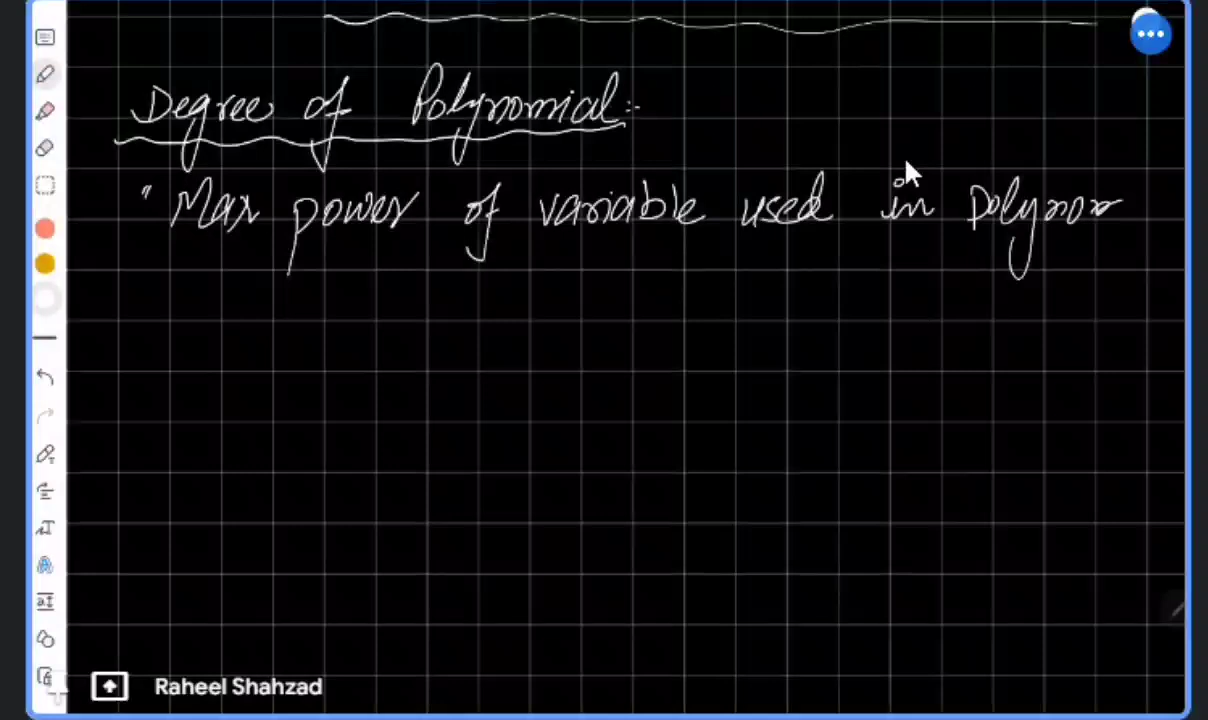 Degree of Polynomial:-
" Max power of variable used in polynom
Raheel Shahzad